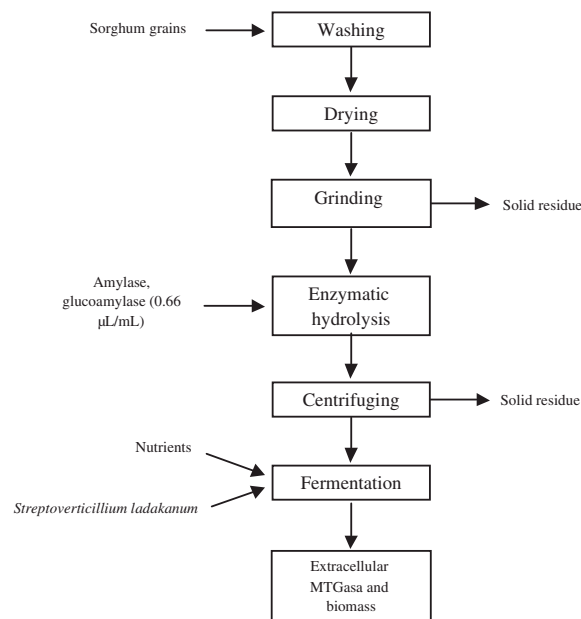 Sorghum grains
Washing
Drying
Grinding
Solid residue
Amylase,
glucoamylase (0.66
μL/mL)
Enzymatic
hydrolysis
Centrifuging
Solid residue
Nutrients
Streptoverticillium ladakanum
Fermentation
Extracellular
MTGasa and
biomass